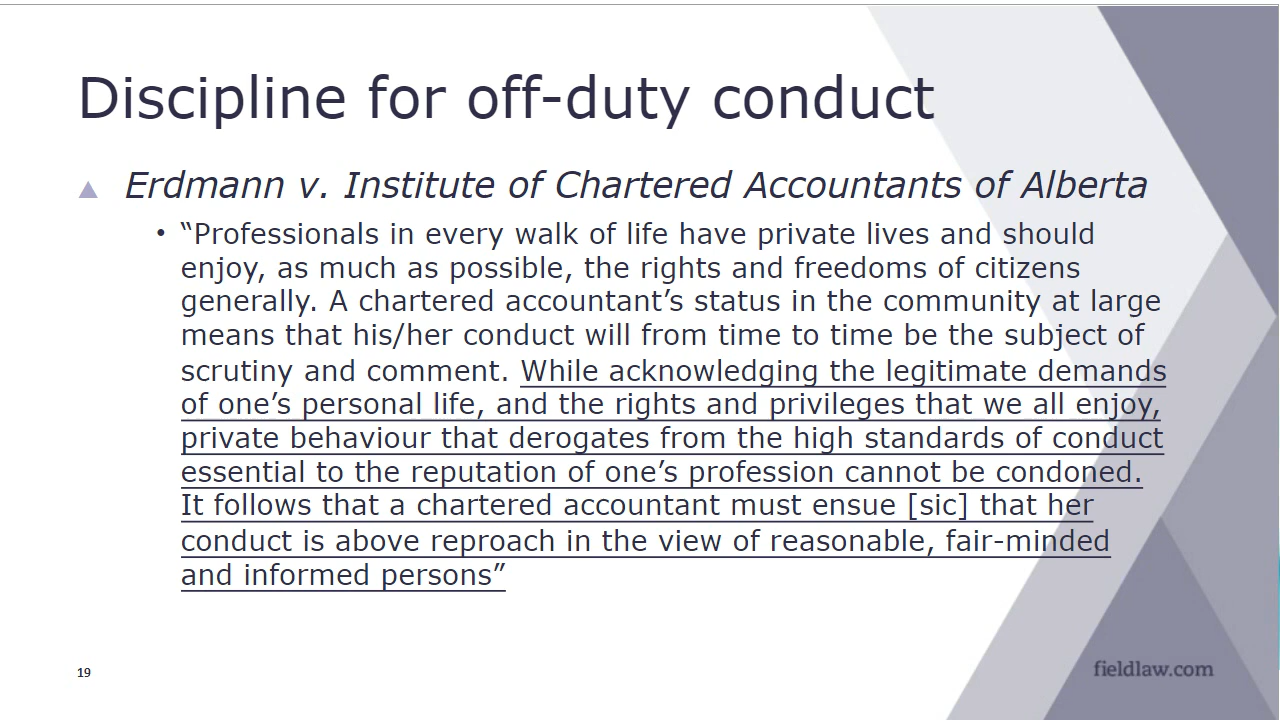 Discipline for off-duty conduct
Erdmann v. Institute of Chartered Accountants of Alberta
• “Professionals in every walk of life have private lives and should
enjoy, as much as possible, the rights and freedoms of citizens
generally. A chartered accountant’s status in the community at large
means that his/her conduct will from time to time be the subject of
scrutiny and comment. While acknowledging the legitimate demands
of one’s personal life, and the rights and privileges that we all enjoy,
private behaviour that derogates from the high standards of conduct
essential to the reputation of one’s profession cannot be condoned.
It follows that a chartered accountant must ensue [sic] that her
conduct is above reproach in the view of reasonable, fair-minded
and informed persons”
19
fieldlaw.com